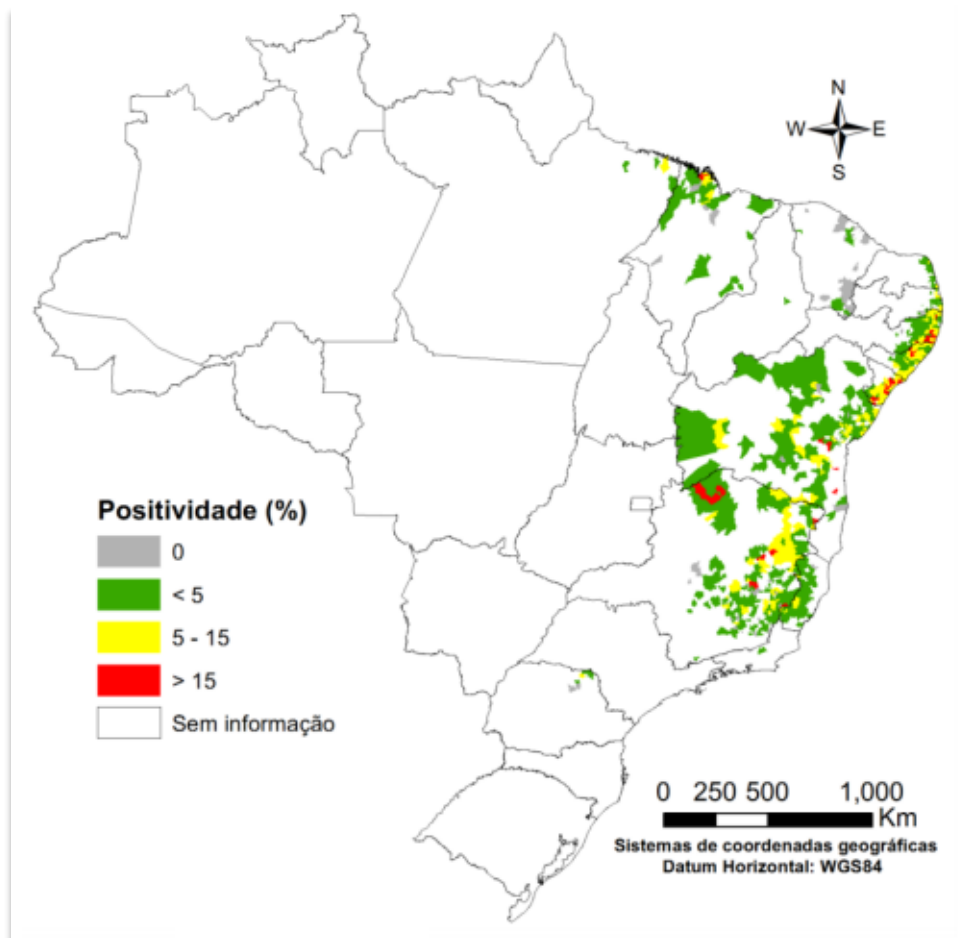 N
W E
S
Positividade (%)
0
< 5
5 - 15
> 15
Sem informação
0 250 500 1,000
Km
Sistemas de coordenadas geográficas
Datum Horizontal: WGS84